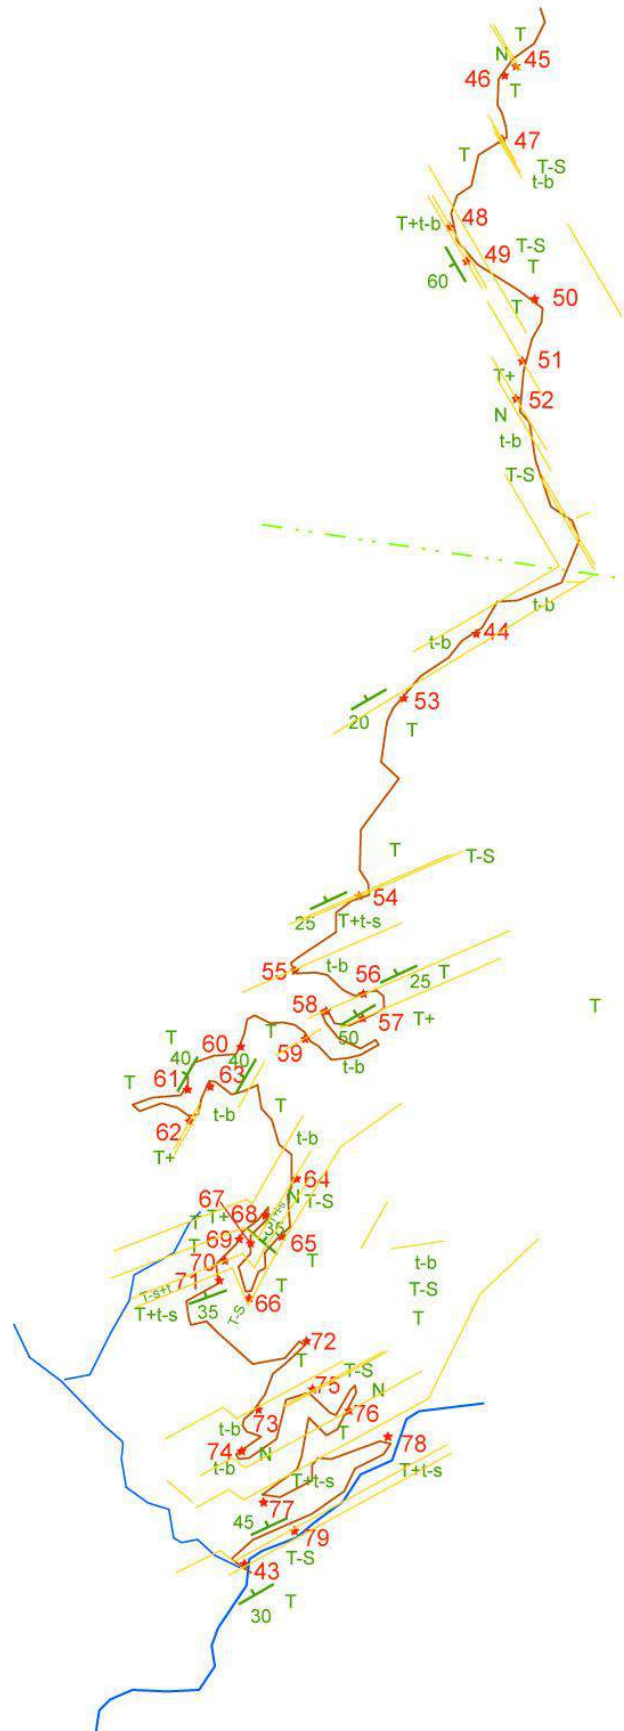 T
N
45
46
T
47
T
T-S
t-b
48
T+t-b
T-S
49
T
60
50
T
51
T+
52
N
t-b
T-S
t-b
44
t-b
53
20
T
T
T-S
54
25
T+t-s
t-b
55
56
25
T
58
T
57
T+
50
T
60
T
59
40
40
t-b
T
61
63
t-b
T
62
T+
t-b
64
N
T-S
67
68
T
T+
t-s
35
69
65
T
T
70
t-b
71
T
T-S
T-s+t
66
T+t-s
35
T-S
T
72
T
T-S
75
N
73
76
t-b
T
78
74
N
t-b
T+t-s
T+t-s
77
45
79
T-S
43
T
30